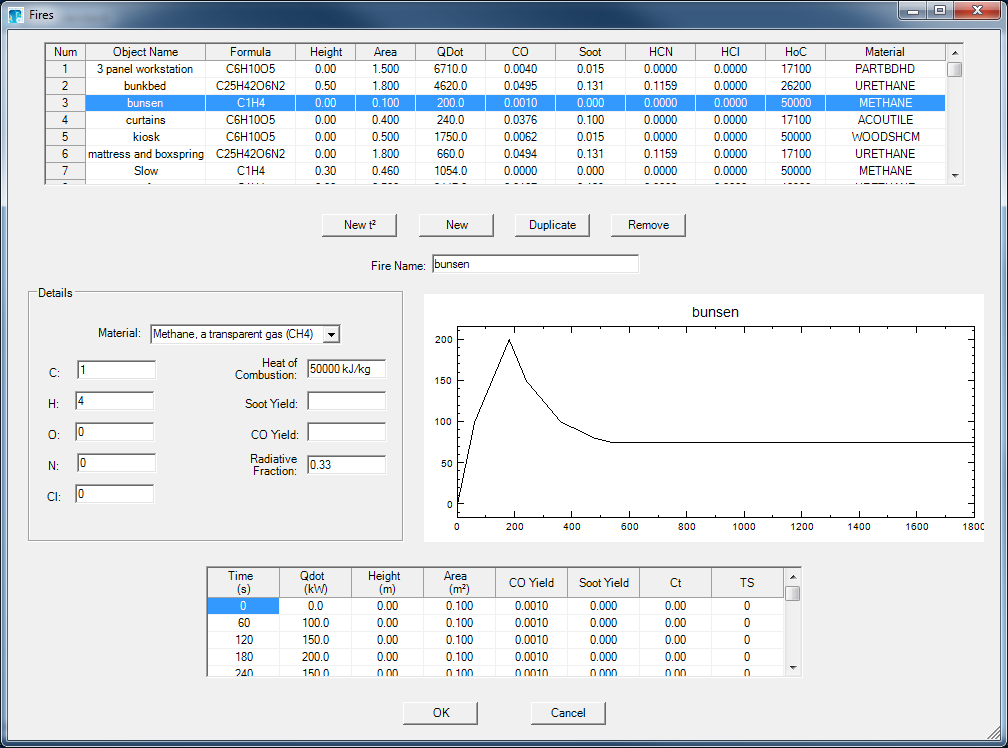 Fires
Num Object Name Formula Height Area QDot CO Soot HCN HCl HoC Material
1 3 panel workstation C6H10O5 0.00 1.500 6710.0 0.0040 0.015 0.0000 0.0000 17100 PARTBDHD
2 bunkbed C25H42O6N2 0.50 1.800 4620.0 0.0495 0.131 0.1159 0.0000 26200 URETHANE
3 bunsen C1H4 0.00 0.100 200.0 0.0010 0.000 0.0000 0.0000 50000 METHANE
4 curtains C6H10O5 0.00 0.400 240.0 0.0376 0.100 0.0000 0.0000 17100 ACOUTILE
5 kiosk C6H10O5 0.00 0.500 1750.0 0.0062 0.015 0.0000 0.0000 50000 WOODSHCM
6 mattress and boxspring C25H42O6N2 0.00 1.800 660.0 0.0494 0.131 0.1159 0.0000 17100 URETHANE
7 Slow C1H4 0.30 0.460 1054.0 0.0000 0.000 0.0000 0.0000 50000 METHANE
New t² New Duplicate Remove
Fire Name: bunsen
Details
Material: Methane, a transparent gas (CH4)
C: 1
Heat of
Combustion: 50000 kJ/kg
H: 4
Soot Yield:
O: 0
CO Yield:
N: 0
Radiative
Fraction: 0.33
Cl: 0
bunsen
200
150
100
50
0
0 200 400 600 800 1000 1200 1400 1600 1800
Time
(s)
Qdot
(kW)
Height
(m)
Area
(m²)
CO Yield Soot Yield Ct TS
0 0.0 0.00 0.100 0.0010 0.000 0.00 0
60 100.0 0.00 0.100 0.0010 0.000 0.00 0
120 150.0 0.00 0.100 0.0010 0.000 0.00 0
180 200.0 0.00 0.100 0.0010 0.000 0.00 0
240 150.0 0.00 0.100 0.0010 0.000 0.00 0
OK Cancel